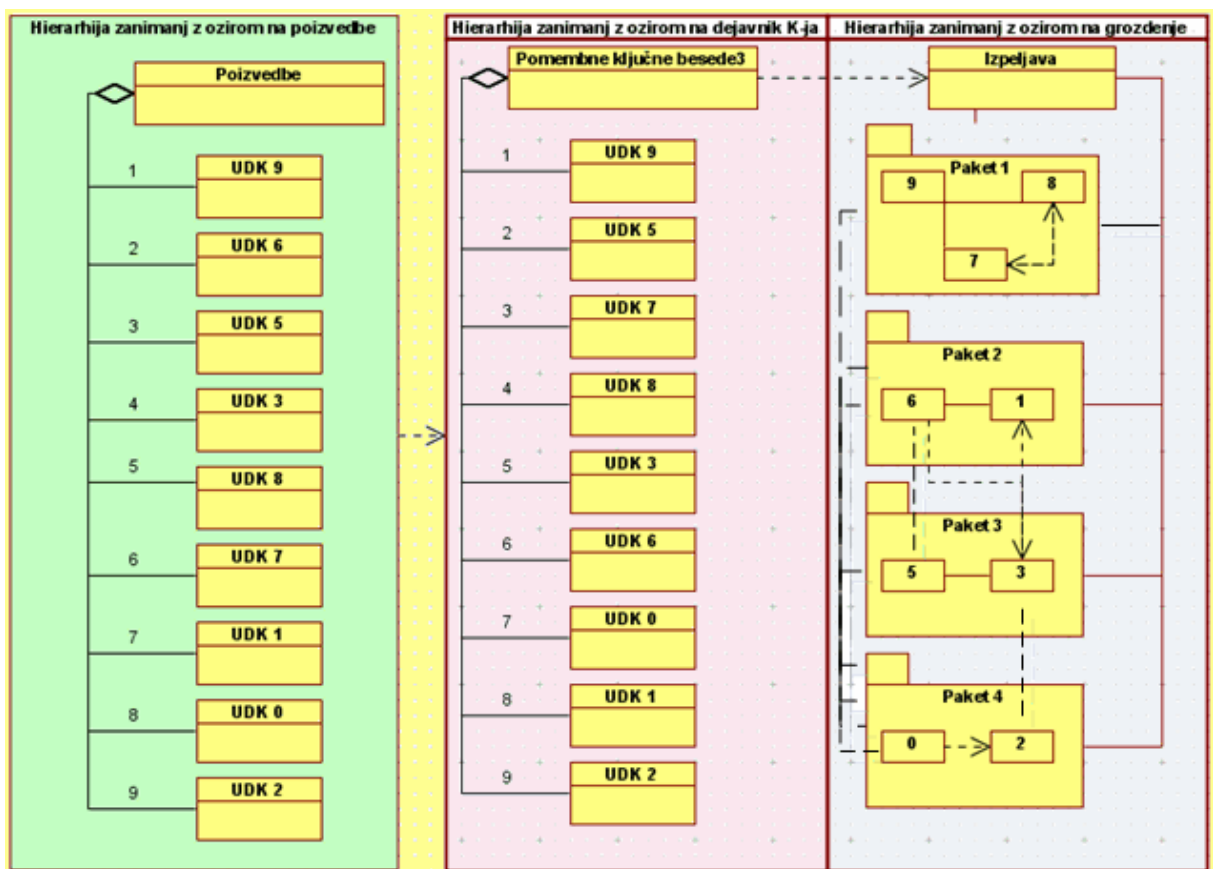 Hierarhija zanimanj z ozirom na poizvedbe
Poizvedbe
1
UDK 9
2
UDK 6
3
UDK 5
4
UDK 3
5
UDK 8
6
UDK 7
7
UDK 1
8
UDK 0
9
UDK 2
Hierarhija zanimanj z ozirom na dejavnik K-ja
Pomembne ključne besede3
1
UDK 9
2
UDK 5
3
UDK 7
4
UDK 8
5
UDK 3
6
UDK 6
7
UDK 0
8
UDK 1
9
UDK 2
Hierarhija zanimanj z ozirom na grozdenje
Izpeljava
Paket 1
9
8
7
Paket 2
6
1
Paket 3
5
3
Paket 4
0
2